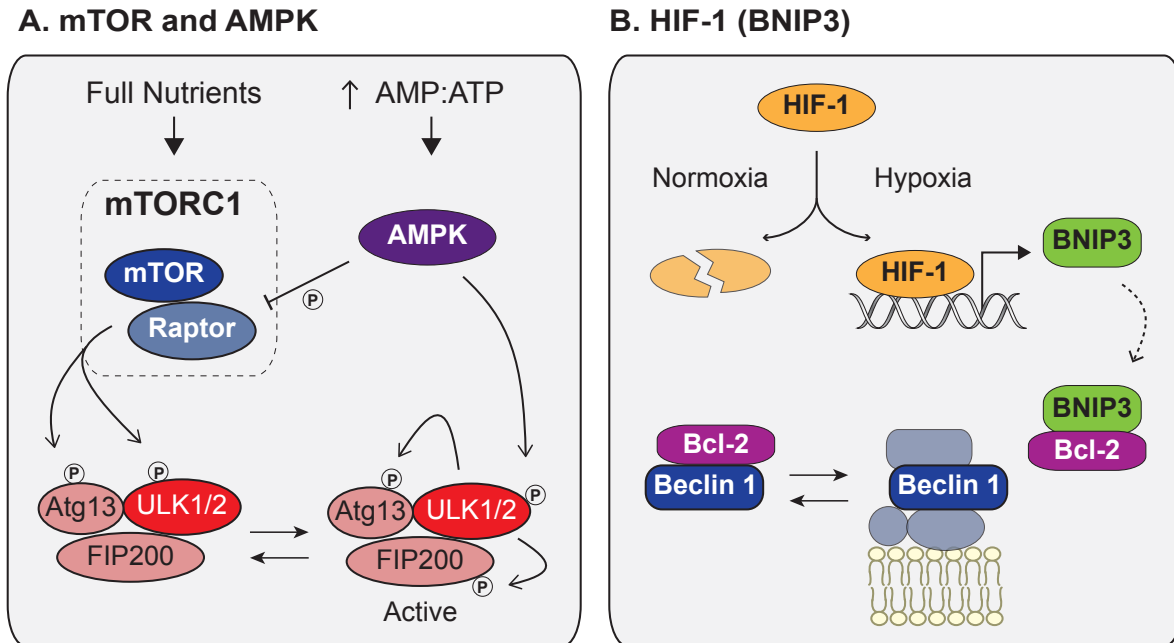 A. mTOR and AMPK
Full Nutrients
↑ AMP:ATP
mTORC1
mTOR
Raptor
AMPK
P
P
P
Atg13
ULK1/2
FIP200
P
P
Atg13
ULK1/2
FIP200
P
Active
B. HIF-1 (BNIP3)
HIF-1
Normoxia
Hypoxia
HIF-1
BNIP3
BNIP3
Bcl-2
Bcl-2
Beclin 1
Beclin 1